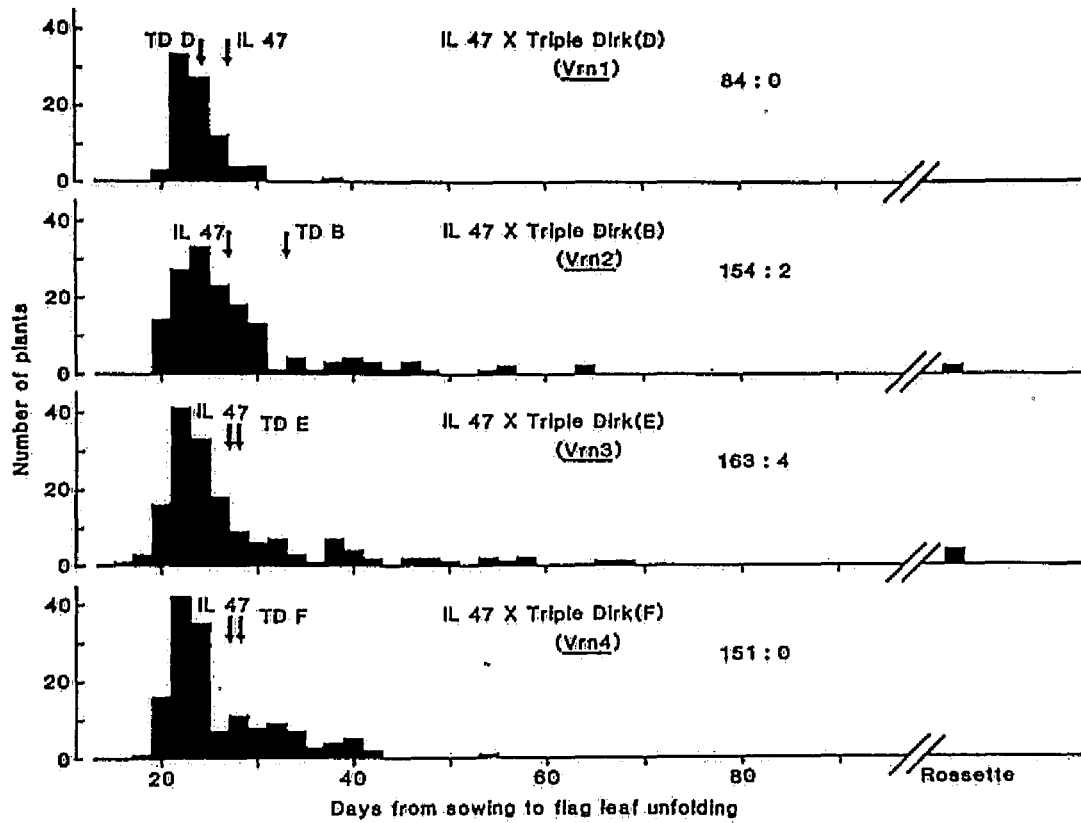 40
20
0
TD D
IL 47
IL 47 X Triple Dirk(D)
(Vrn1)
84 : 0
40
20
0
IL 47
TD B
IL 47 X Triple Dirk(B)
(Vrn2)
154 : 2
40
20
0
IL 47
TD E
IL 47 X Triple Dirk(E)
(Vrn3)
163 : 4
40
20
0
IL 47
TD F
IL 47 X Triple Dirk(F)
(Vrn4)
151 : 0
Number of plants
20
40
60
80
Rossette
Days from sowing to flag leaf unfolding